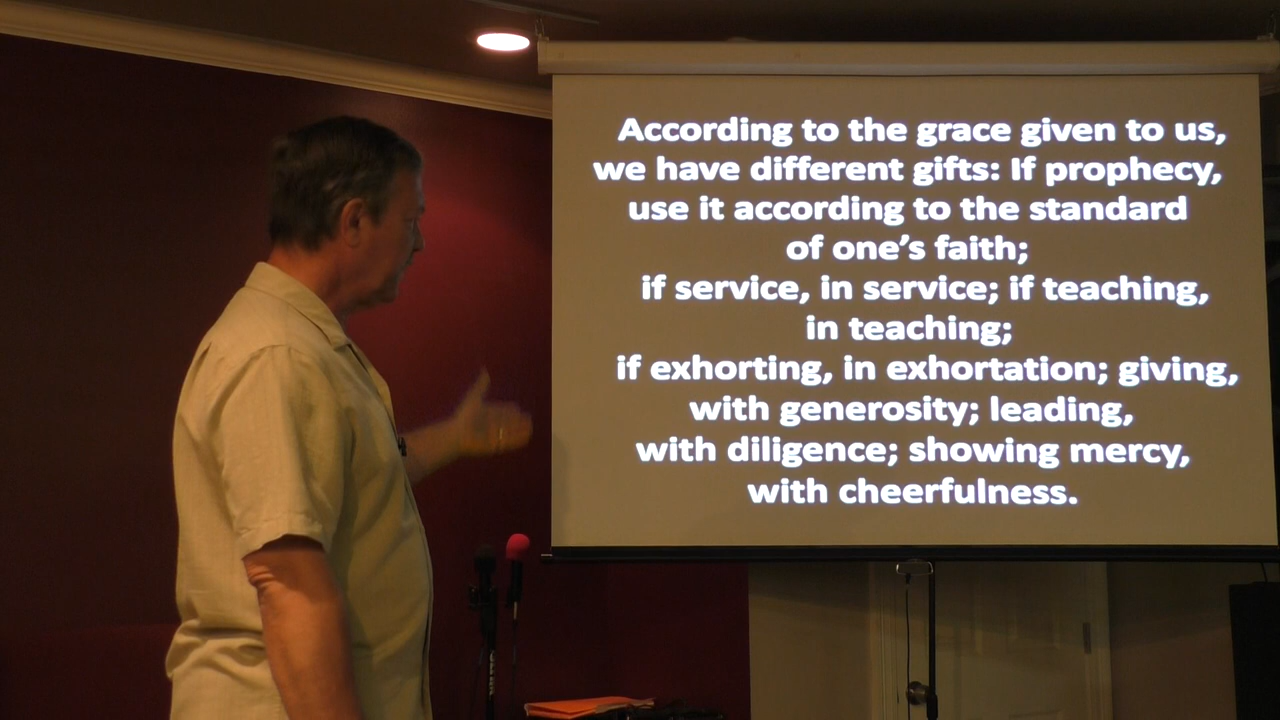 According to the grace given to us,
we have different gifts: If prophecy,
use it according to the standard
of one’s faith;
if service, in service; if teaching,
in teaching;
if exhorting, in exhortation; giving,
with generosity; leading,
with diligence; showing mercy,
with cheerfulness.